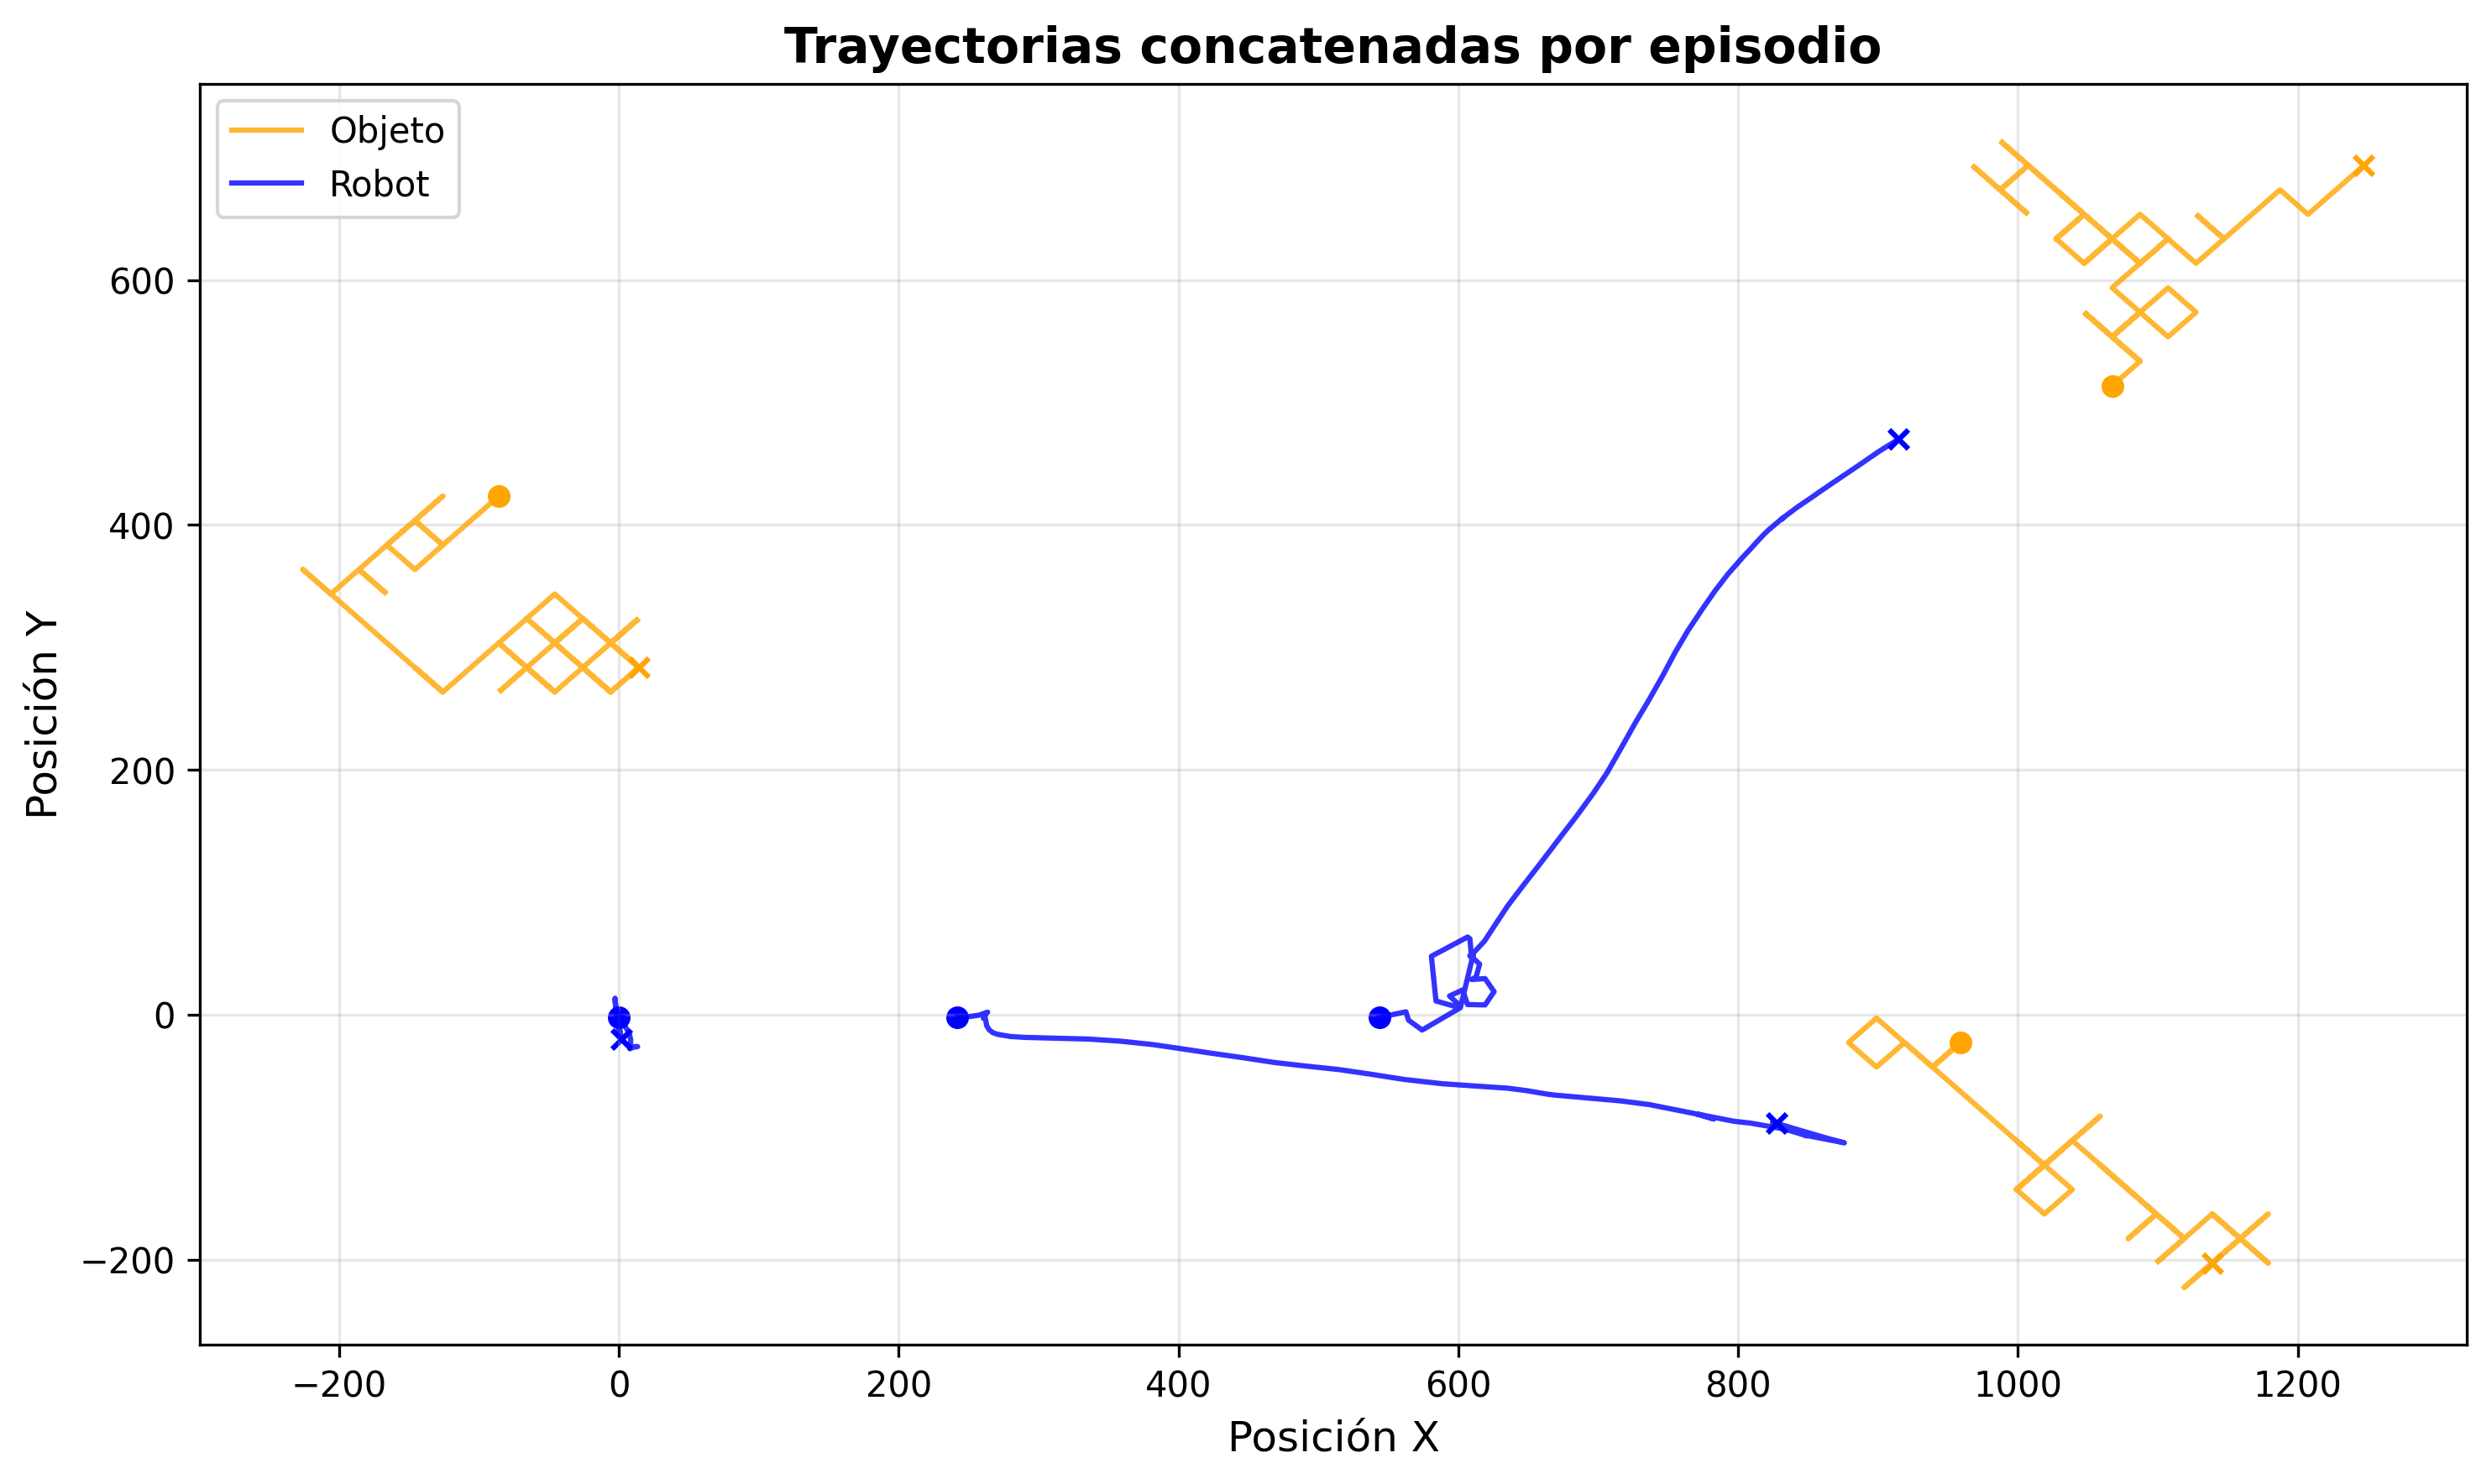 Trayectorias concatenadas por episodio
Objeto
Robot
Posición Y
600
400
200
0
−200
−200
0
200
400
600
800
1000
1200
Posición X